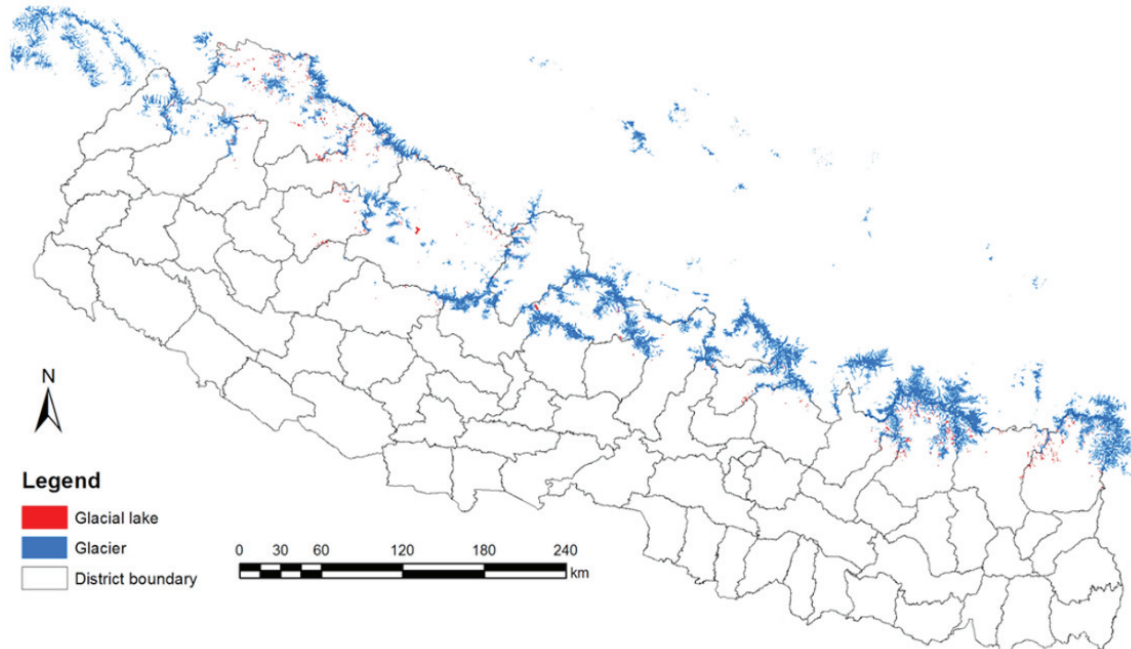 N
Legend
Glacial lake
Glacier
District boundary
0 30 60 120 180 240
km